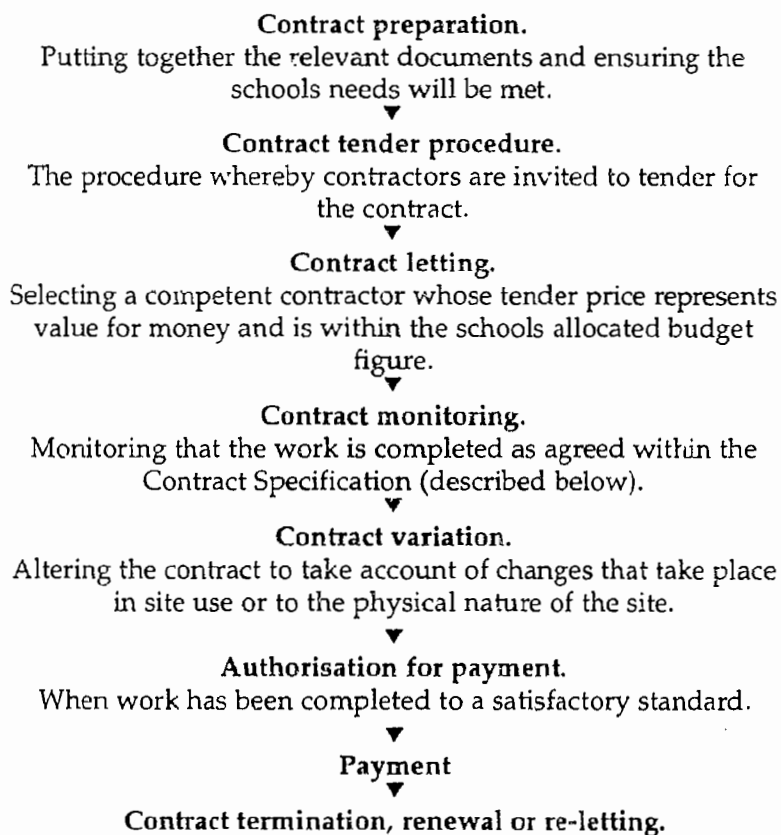 Contract preparation.
Putting together the relevant documents and ensuring the
schools needs will be met.
Contract tender procedure.
The procedure whereby contractors are invited to tender for
the contract.
Contract letting.
Selecting a competent contractor whose tender price represents
value for money and is within the schools allocated budget
figure.
Contract monitoring.
Monitoring that the work is completed as agreed within the
Contract Specification (described below).
Contract variation.
Altering the contract to take account of changes that take place
in site use or to the physical nature of the site.
Authorisation for payment.
When work has been completed to a satisfactory standard.
Payment
Contract termination, renewal or re-letting.